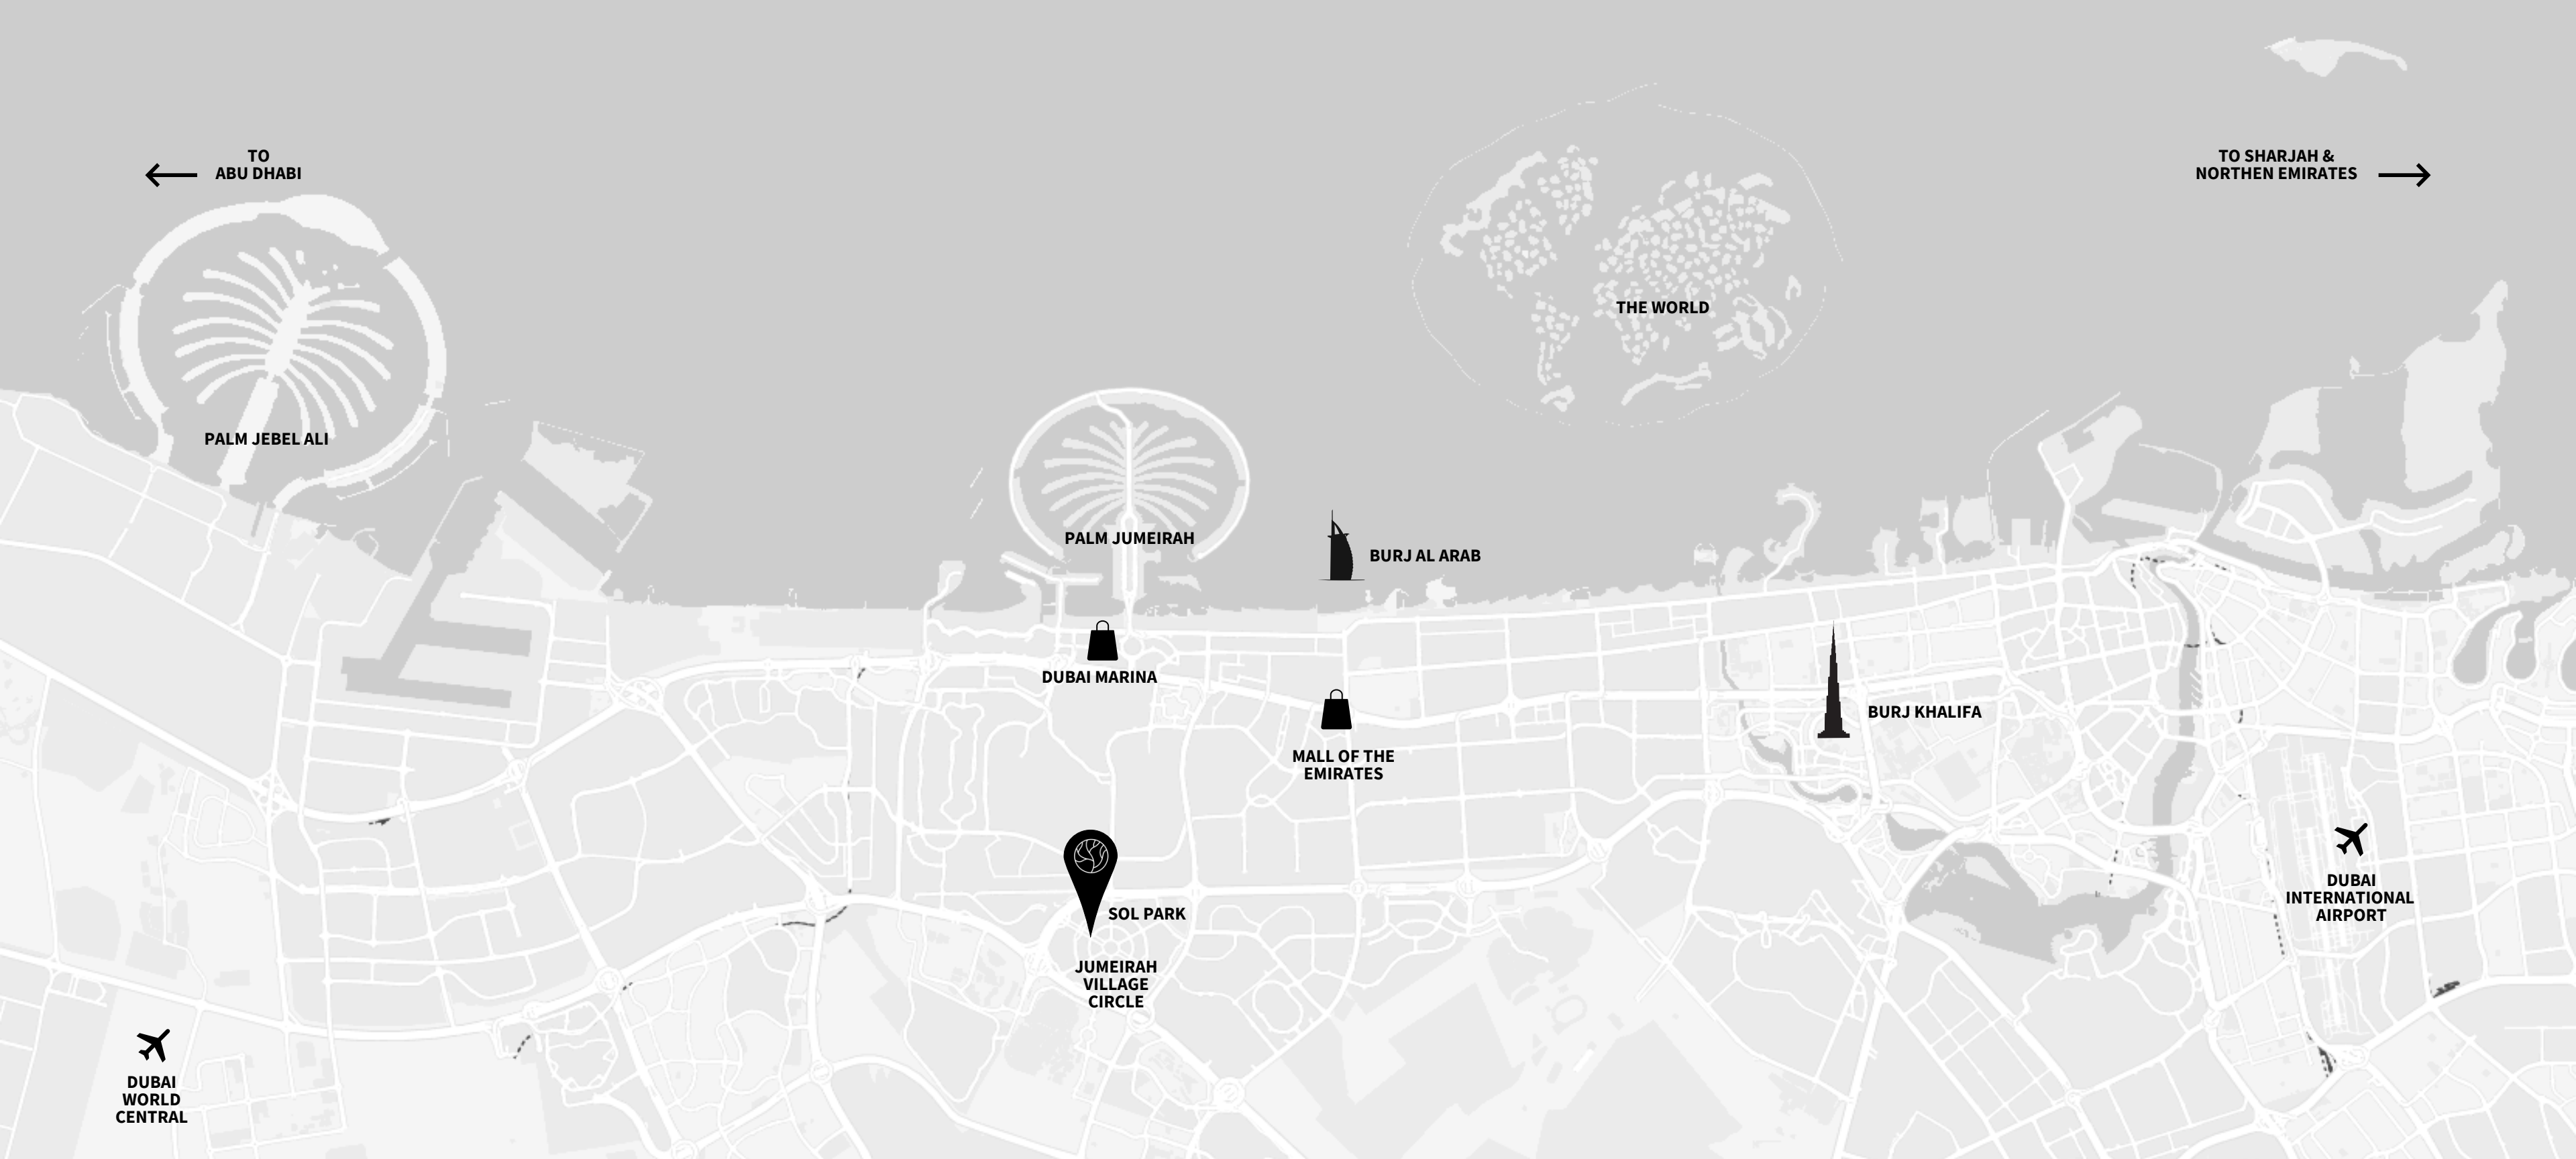 TO
ABU DHABI
TO SHARJAH &
NORTHEN EMIRATES
THE WORLD
PALM JEBEL ALI
PALM JUMEIRAH
BURJ AL ARAB
DUBAI MARINA
BURJ KHALIFA
MALL OF THE
EMIRATES
DUBAI
INTERNATIONAL
AIRPORT
SOL PARK
JUMEIRAH
VILLAGE
CIRCLE
DUBAI
WORLD
CENTRAL